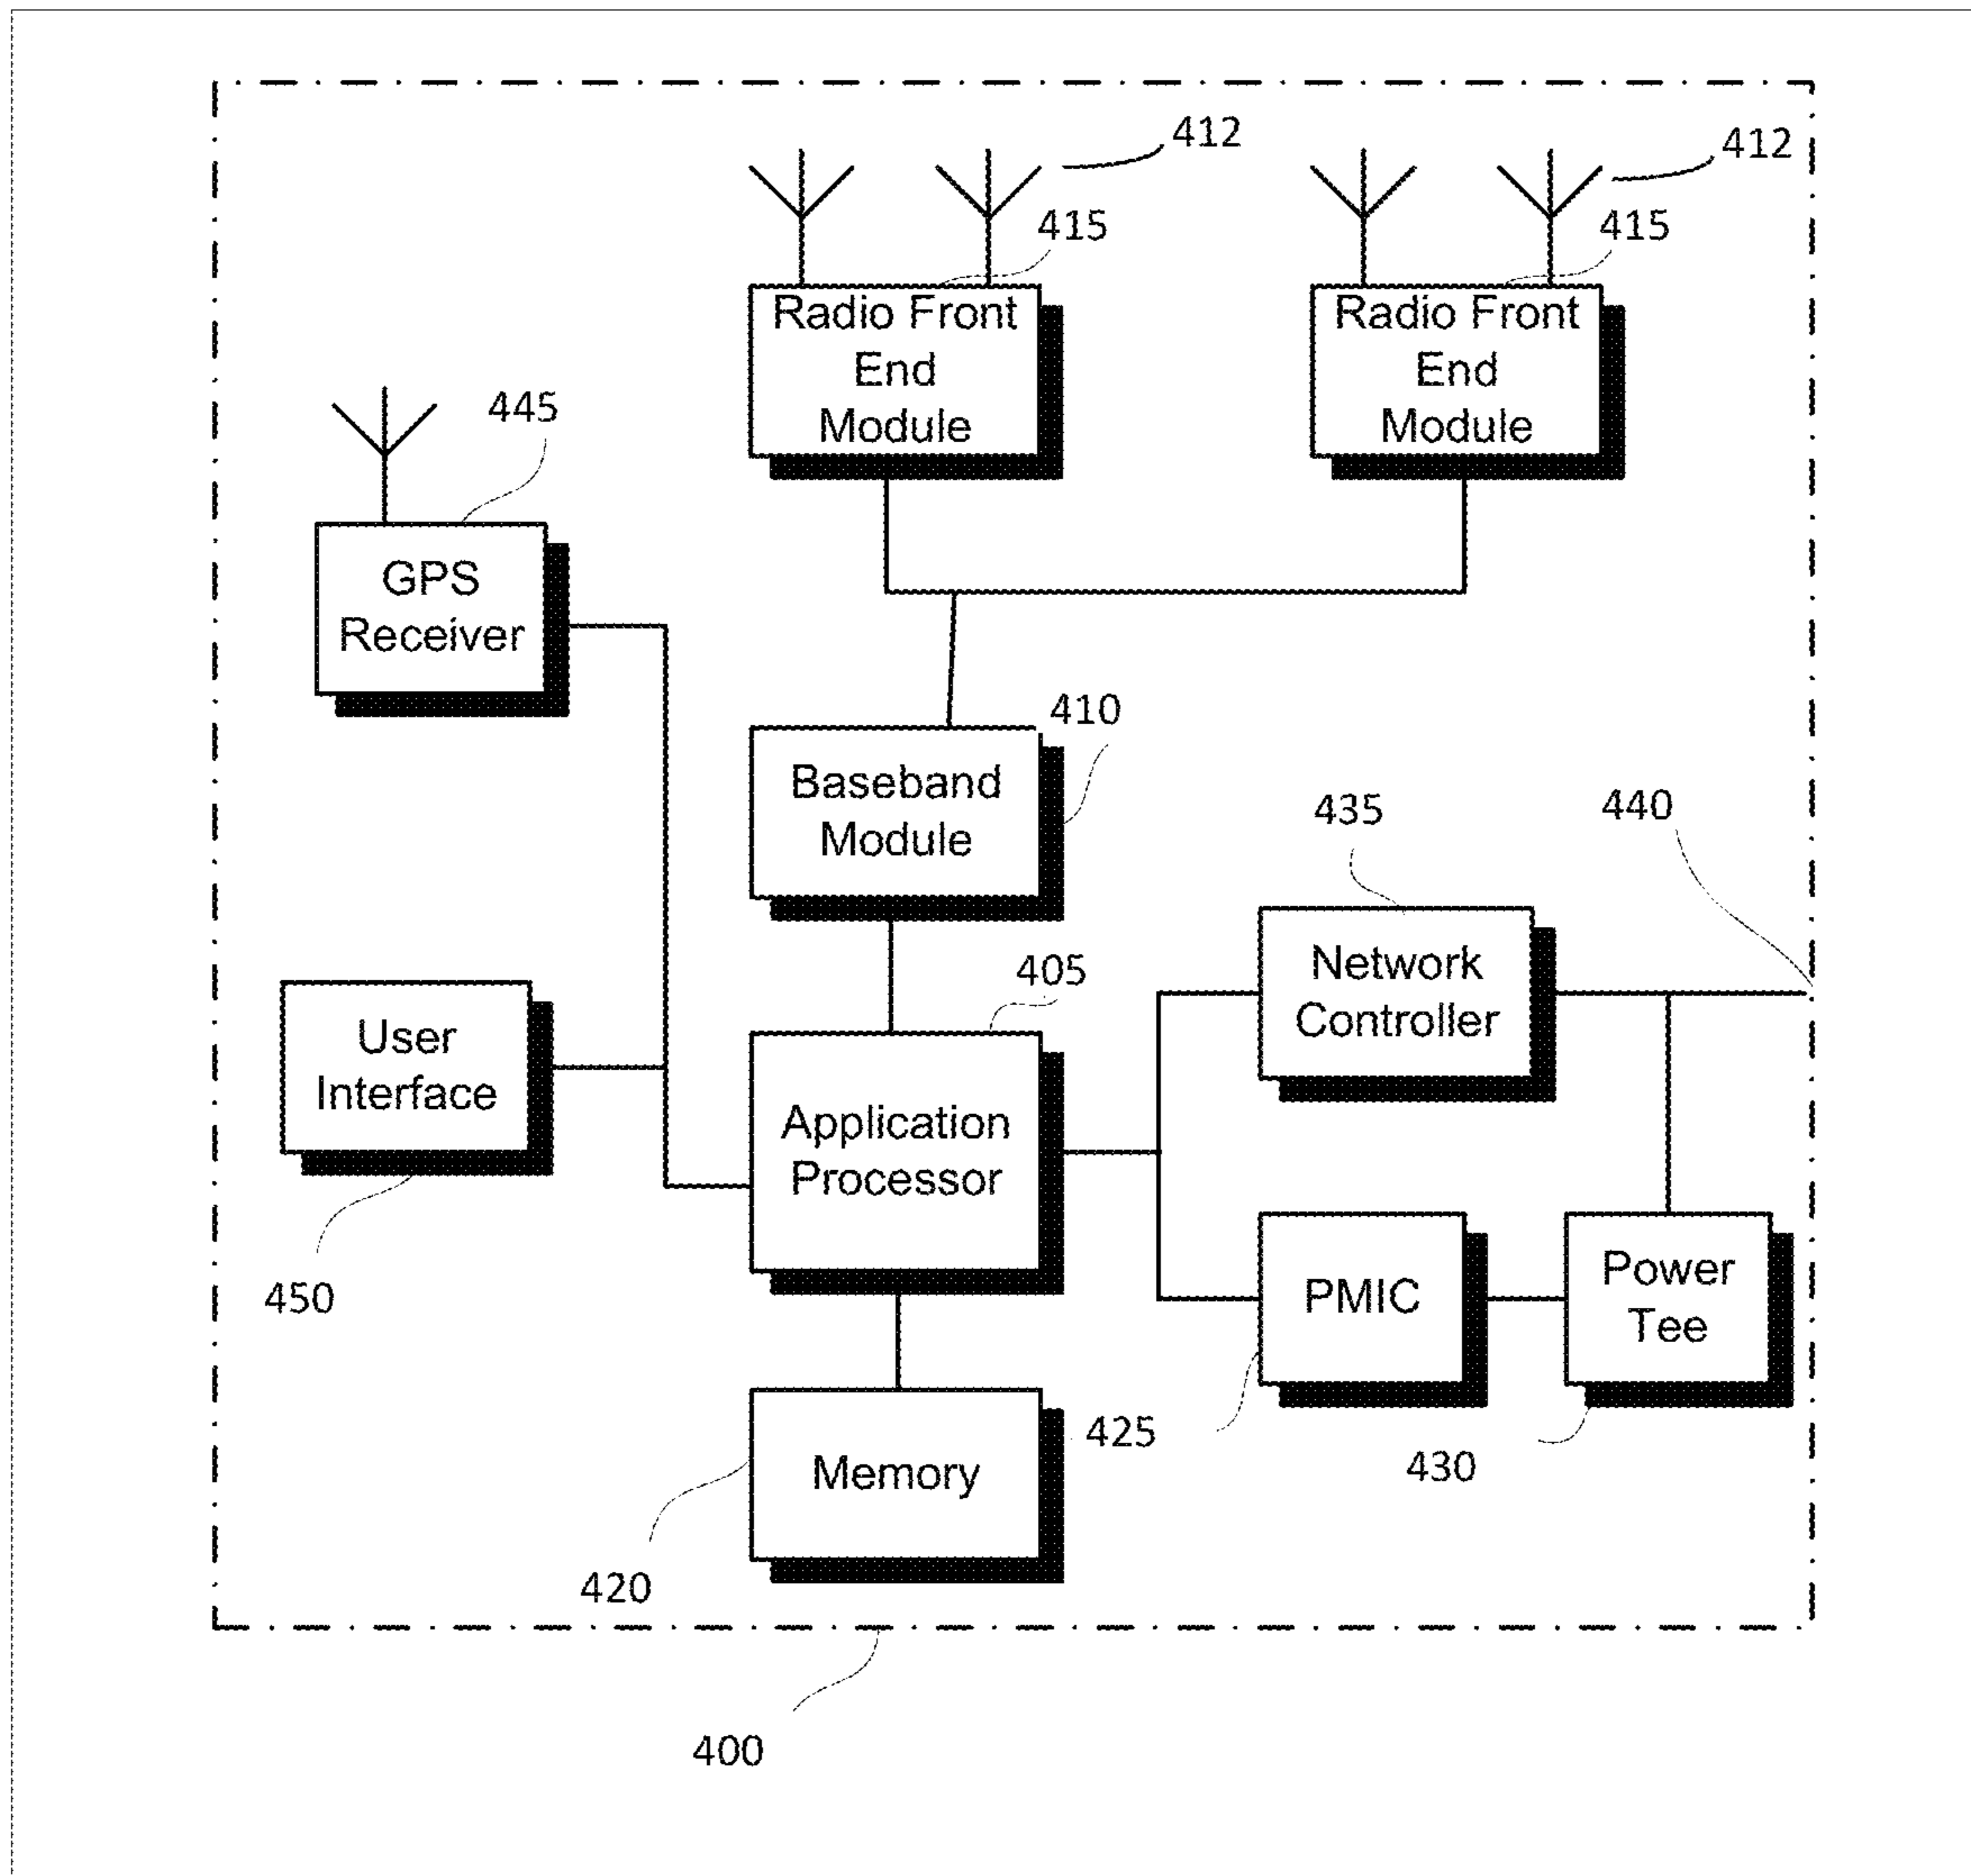 412
412
415
415
Radio Front
End
Module
Radio Front
End
Module
445
GPS
Receiver
410
Baseband
Module
435
440
405
Network
Controller
User
Interface
Application
Processor
450
PMIC
Power
Tee
425
430
Memory
420
400